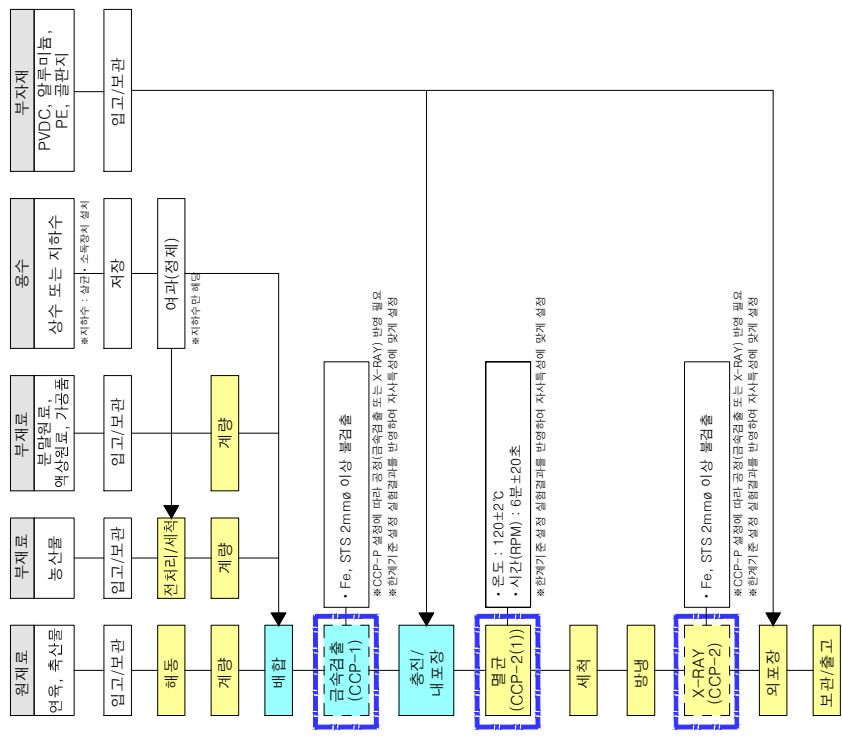 원재료
연육, 축산물
입고/보관
해동
계량
배합
금속검출
(CCP-1)
충진/
내포장
멸균
(CCP-2(1))
세척
방냉
X-RAY
(CCP-2)
외포장
보관/출고
부재료
농산물
입고/보관
전처리/세척
계량
부재료
분말원료,
액상원료, 가공품
입고/보관
계량
용수
상수 또는 지하수
※지하수 : 살균·소독장치 설치
저장
여과(정제)
※지하수만 해당
부자재
PVDC, 알루미늄,
PE, 골판지
입고/보관
· Fe, STS 2mmø 이상 불검출
※CCP-P 설정에 따라 공정(금속검출 또는 X-RAY) 반영 필요
※한계기준 설정 실험결과를 반영하여 자사특성에 맞게 설정
· 온도 : 120±2℃
· 시간(RPM) : 6분±20초
※한계기준 설정 실험결과를 반영하여 자사특성에 맞게 설정
· Fe, STS 2mmø 이상 불검출
※CCP-P 설정에 따라 공정(금속검출 또는 X-RAY) 반영 필요
※한계기준 설정 실험결과를 반영하여 자사특성에 맞게 설정